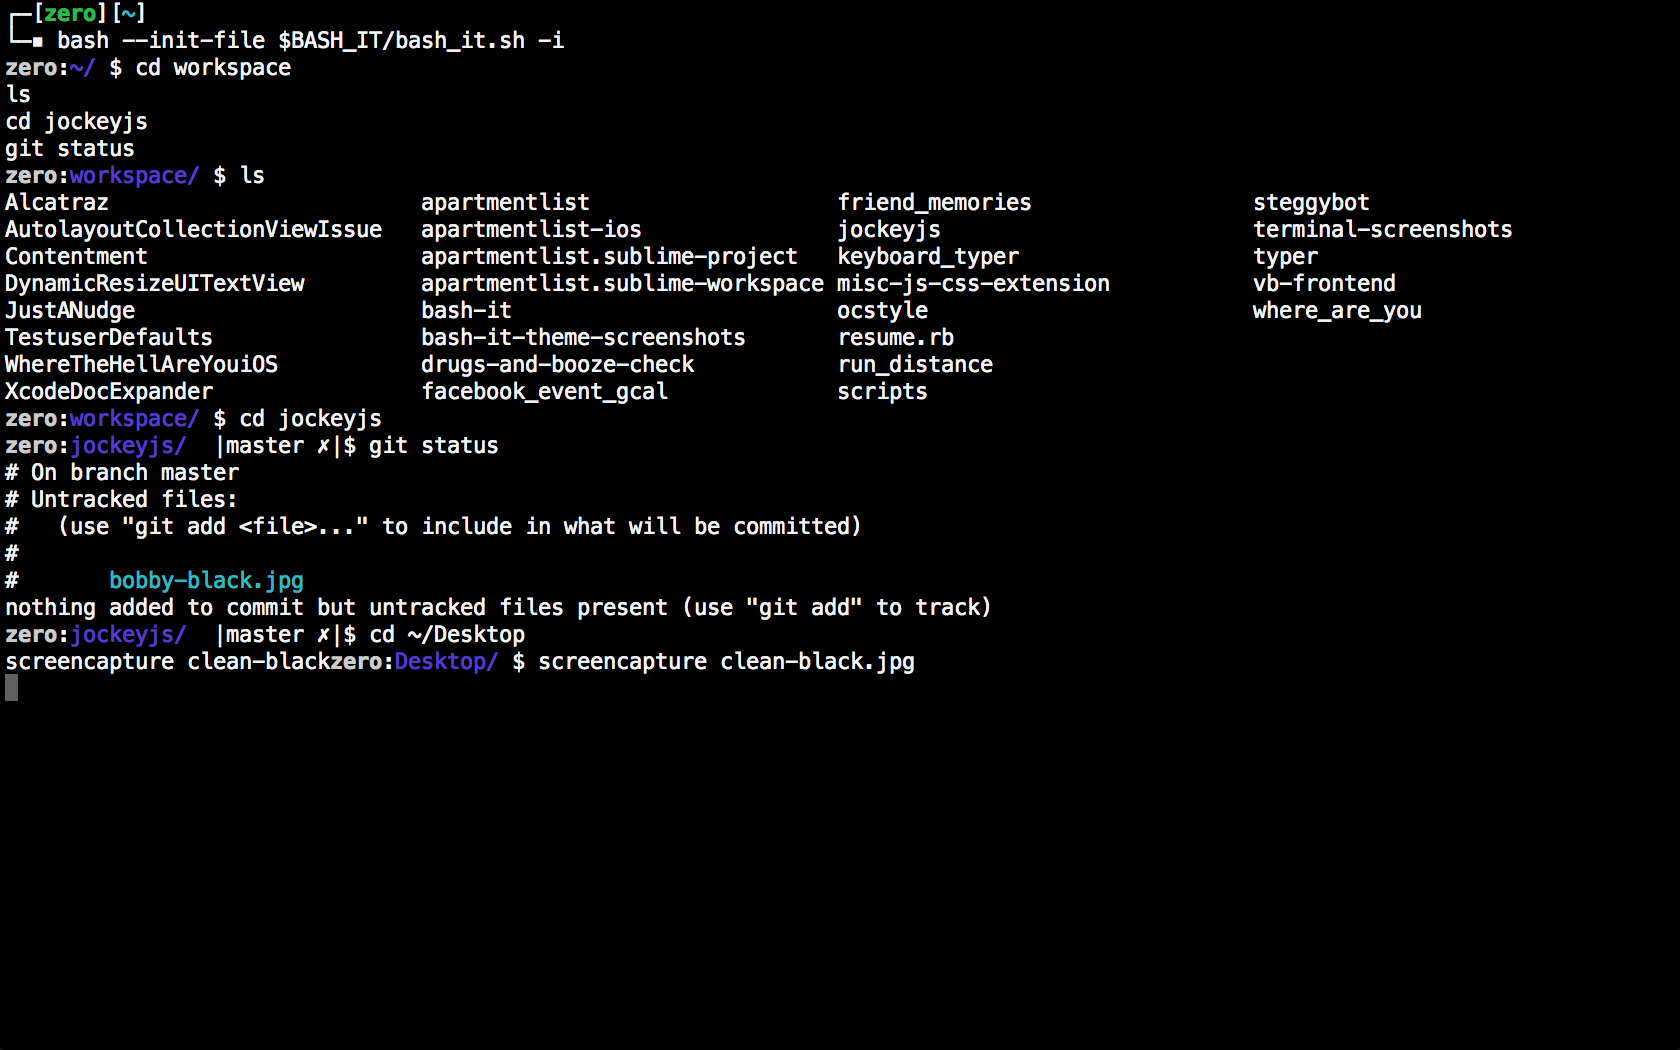 ┌─[zero][~]
└─▪ bash --init-file $BASH_IT/bash_it.sh -i
zero:~/ $ cd workspace
ls
cd jockeyjs
git status
zero:workspace/ $ ls
Alcatraz                        apartmentlist                   friend_memories                 steggybot
AutolayoutCollectionViewIssue   apartmentlist-ios               jockeyjs                        terminal-screenshots
Contentment                     apartmentlist.sublime-project   keyboard_typer                  typer
DynamicResizeUITextView         apartmentlist.sublime-workspace misc-js-css-extension           vb-frontend
JustANudge                      bash-it                         ocstyle                         where_are_you
TestuserDefaults                bash-it-theme-screenshots       resume.rb
WhereTheHellAreYouiOS           drugs-and-booze-check           run_distance
XcodeDocExpander                facebook_event_gcal             scripts
zero:workspace/ $ cd jockeyjs
zero:jockeyjs/  |master ✗|$ git status
# On branch master
# Untracked files:
#   (use "git add <file>..." to include in what will be committed)
#
#       bobby-black.jpg
nothing added to commit but untracked files present (use "git add" to track)
zero:jockeyjs/  |master ✗|$ cd ~/Desktop
screencapture clean-blackzero:Desktop/ $ screencapture clean-black.jpg